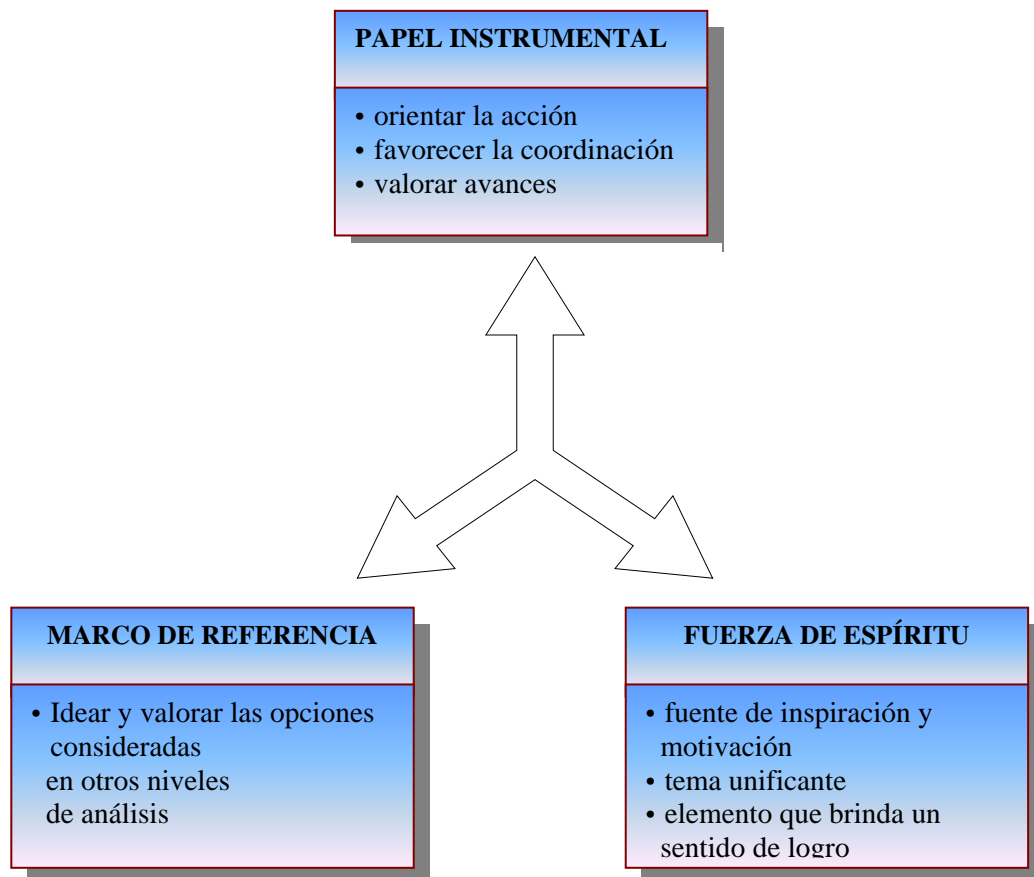 PAPEL INSTRUMENTAL
• orientar la acción
• favorecer la coordinación
• valorar avances
MARCO DE REFERENCIA
• Idear y valorar las opciones
consideradas
en otros niveles
de análisis
FUERZA DE ESPÍRITU
• fuente de inspiración y
motivación
• tema unificante
• elemento que brinda un
sentido de logro